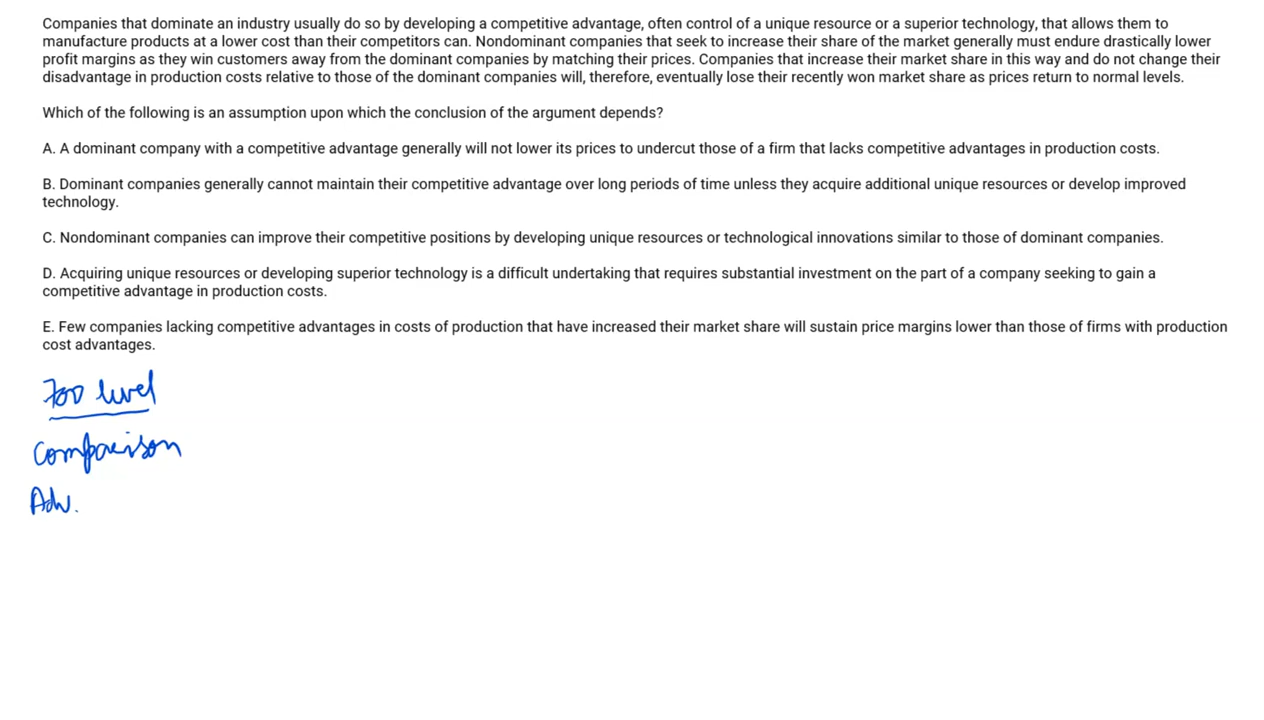 Companies that dominate an industry usually do so by developing a competitive advantage, often control of a unique resource or a superior technology, that allows them to
manufacture products at a lower cost than their competitors can. Nondominant companies that seek to increase their share of the market generally must endure drastically lower
profit margins as they win customers away from the dominant companies by matching their prices. Companies that increase their market share in this way and do not change their
disadvantage in production costs relative to those of the dominant companies will, therefore, eventually lose their recently won market share as prices return to normal levels.
Which of the following is an assumption upon which the conclusion of the argument depends?
A. A dominant company with a competitive advantage generally will not lower its prices to undercut those of a firm that lacks competitive advantages in production costs.
B. Dominant companies generally cannot maintain their competitive advantage over long periods of time unless they acquire additional unique resources or develop improved
technology.
C. Nondominant companies can improve their competitive positions by developing unique resources or technological innovations similar to those of dominant companies.
D. Acquiring unique resources or developing superior technology is a difficult undertaking that requires substantial investment on the part of a company seeking to gain a
competitive advantage in production costs.
E. Few companies lacking competitive advantages in costs of production that have increased their market share will sustain price margins lower than those of firms with production
cost advantages.
700 level
Comparison
Adv.